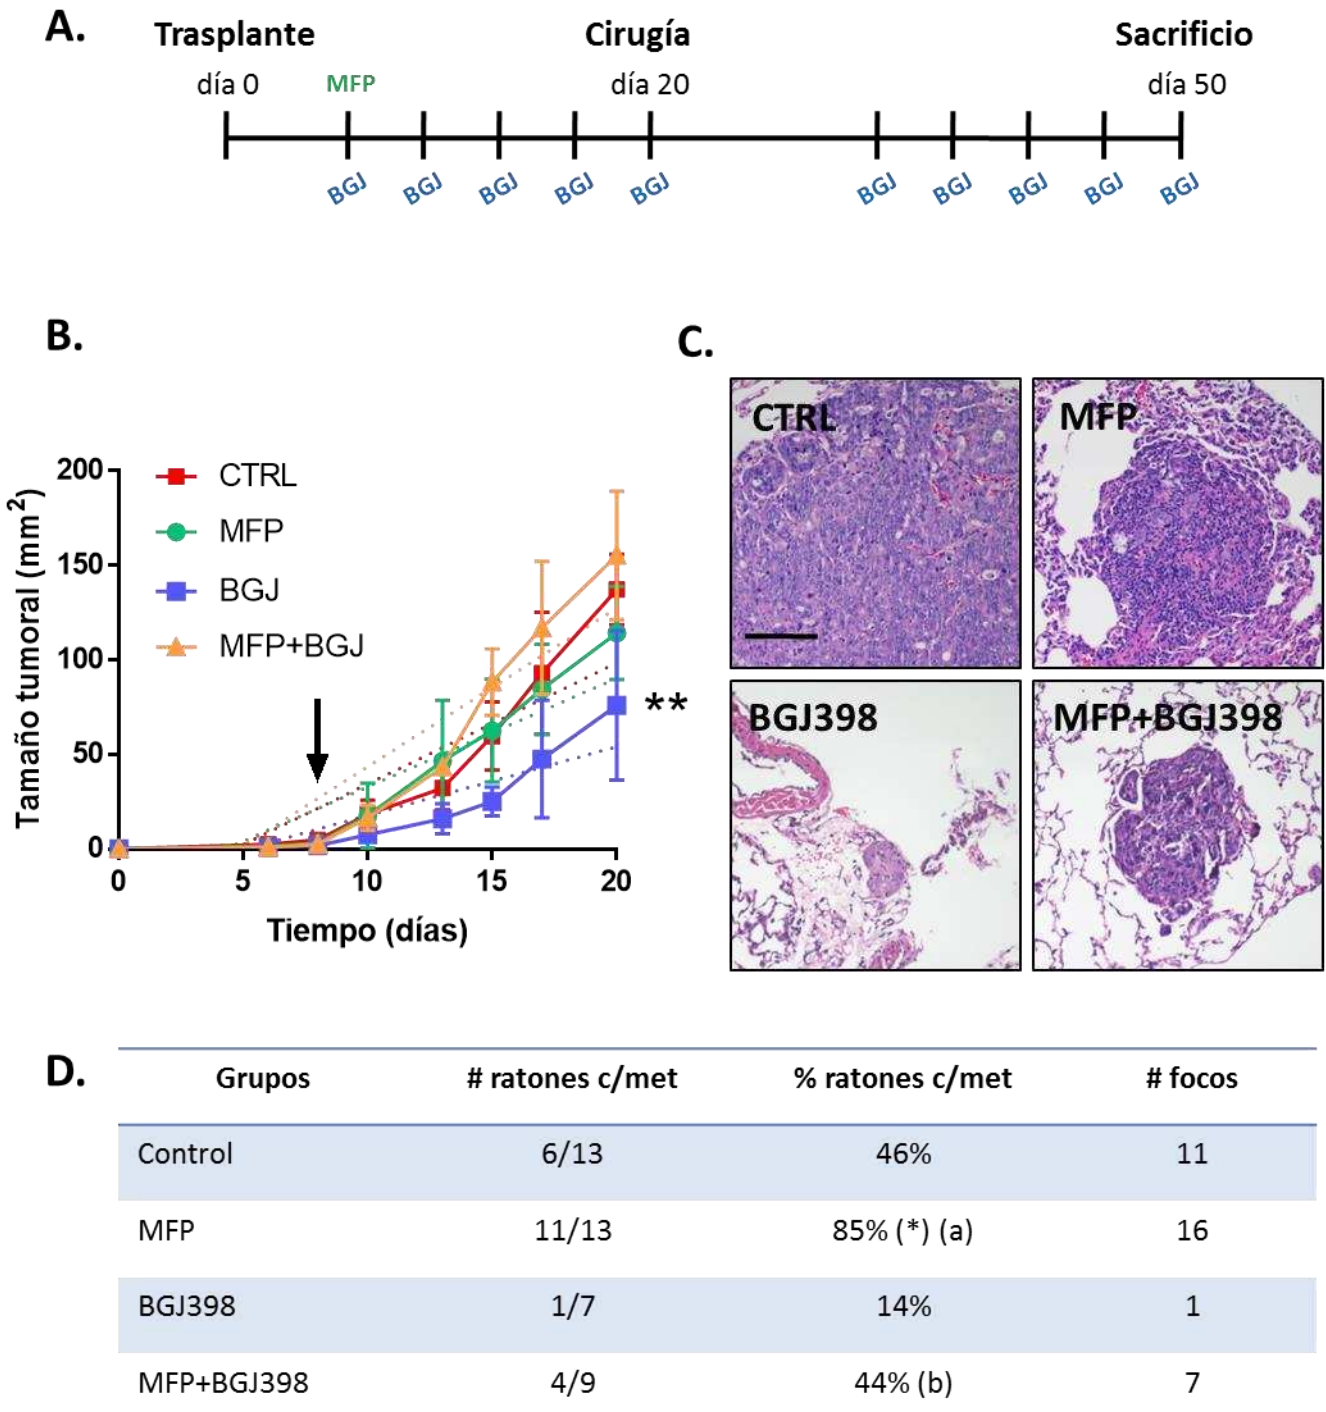 A.
Trasplante Cirugía Sacrificio
día 0 MFP día 20 día 50
BGJ BGJ BGJ BGJ BGJ BGJ BGJ BGJ BGJ BGJ
B.
Tamaño tumoral (mm²)
200
150
100
50
0
CTRL
MFP
BGJ
MFP+BGJ
**
0 5 10 15 20
Tiempo (días)
C.
CTRL MFP
BGJ398 MFP+BGJ398
D.
Grupos # ratones c/met % ratones c/met # focos
Control 6/13 46% 11
MFP 11/13 85% (*) (a) 16
BGJ398 1/7 14% 1
MFP+BGJ398 4/9 44% (b) 7